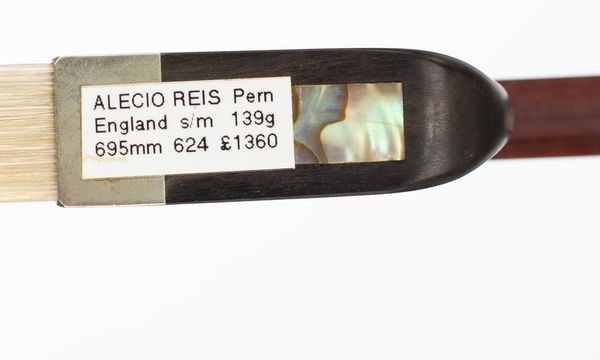 ALECIO REIS Pern
England s/m 139g
695mm 624 £1360